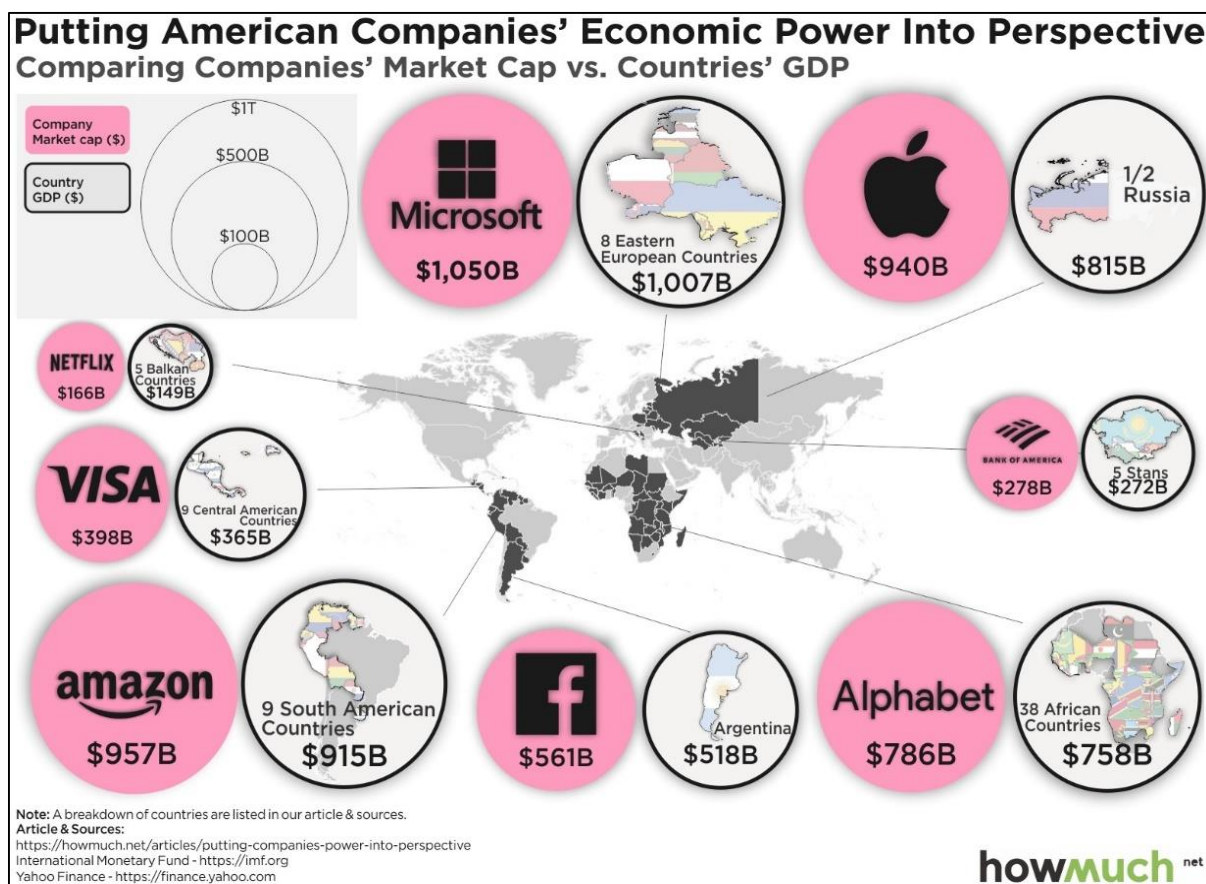 Putting American Companies' Economic Power Into Perspective
Comparing Companies' Market Cap vs. Countries' GDP
Company
Market cap ($)
Country
GDP ($)
$1T
$500B
$100B
Microsoft
$1,050B
8 Eastern
European Countries
$1,007B
$940B
1/2
Russia
$815B
NETFLIX
$166B
5 Balkan
Countries
$149B
VISA
$398B
9 Central American
Countries
$365B
BANK OF AMERICA
$278B
5 Stans
$272B
amazon
$957B
9 South American
Countries
$915B
f
$561B
Argentina
$518B
Alphabet
$786B
38 African
Countries
$758B
Note: A breakdown of countries are listed in our article & sources.
Article & Sources:
https://howmuch.net/articles/putting-companies-power-into-perspective
International Monetary Fund - https://imf.org
Yahoo Finance - https://finance.yahoo.com
howmuch net